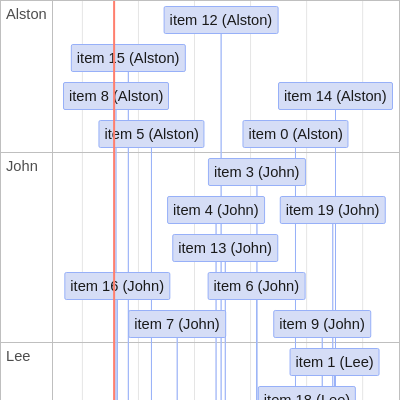 Alston
item 12 (Alston)
item 15 (Alston)
item 8 (Alston)
item 14 (Alston)
item 5 (Alston)
item 0 (Alston)
John
item 3 (John)
item 4 (John)
item 19 (John)
item 13 (John)
item 16 (John)
item 6 (John)
item 7 (John)
item 9 (John)
Lee
item 1 (Lee)
item 18 (Lee)